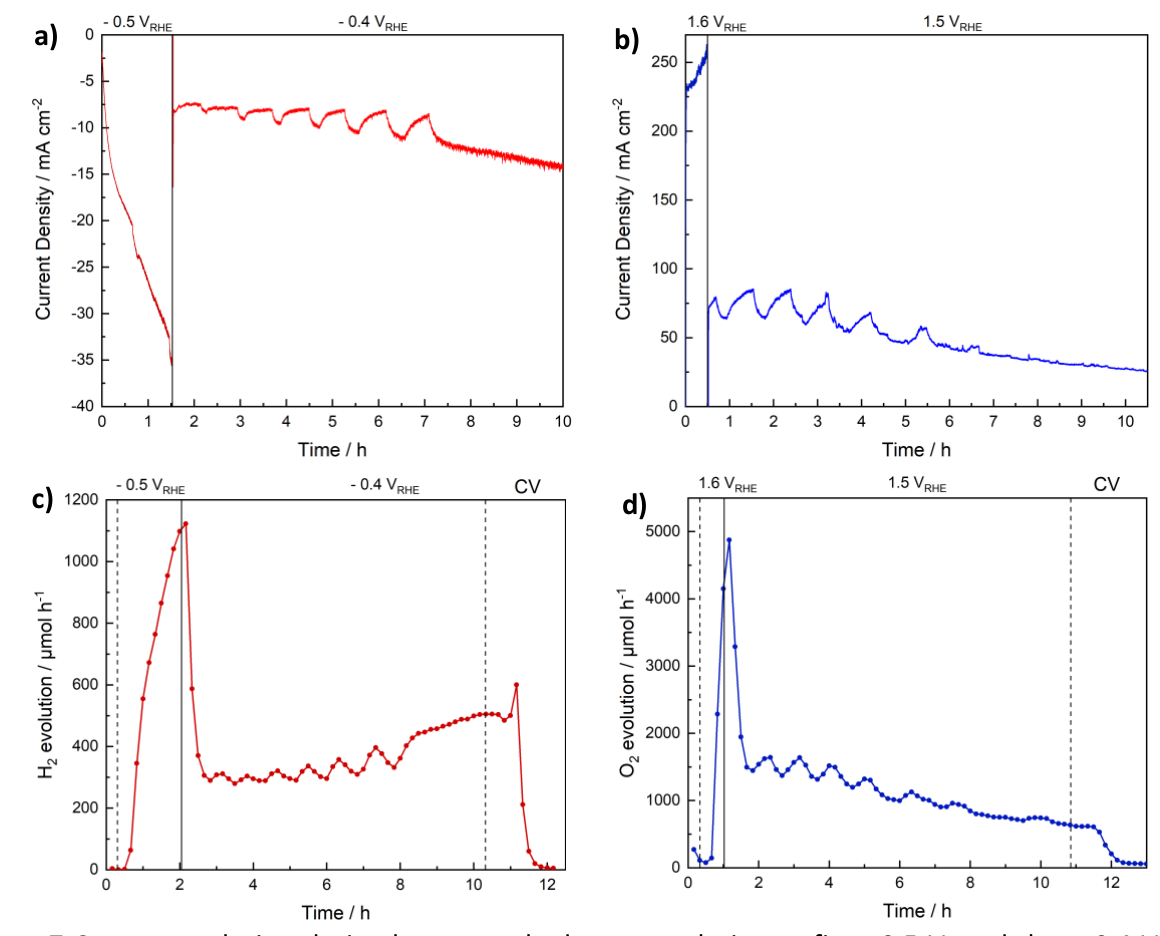 a)
- 0.5 VRHE
- 0.4 VRHE
0
-5
-10
-15
-20
-25
-30
-35
-40
Current Density / mA cm-2
0 1 2 3 4 5 6 7 8 9 10
Time / h
b)
1.6 VRHE
1.5 VRHE
250
200
150
100
50
0
Current Density / mA cm-2
0 1 2 3 4 5 6 7 8 9 10
Time / h
c)
- 0.5 VRHE
- 0.4 VRHE
CV
1200
1000
800
600
400
200
0
H2 evolution / µmol h-1
0 2 4 6 8 10 12
Time / h
d)
1.6 VRHE
1.5 VRHE
CV
5000
4000
3000
2000
1000
0
O2 evolution / µmol h-1
0 2 4 6 8 10 12
Time / h